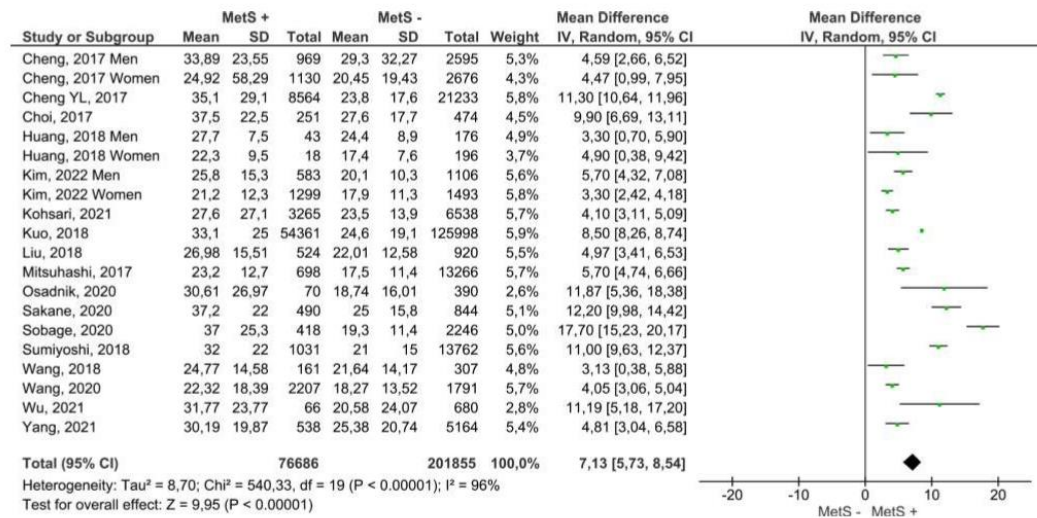 MetS + MetS - Mean Difference Mean Difference
Study or Subgroup Mean SD Total Mean SD Total Weight IV, Random, 95% CI IV, Random, 95% CI
Cheng, 2017 Men 33,89 23,55 969 29,3 32,27 2595 5,3% 4,59 [2,66, 6,52]
Cheng, 2017 Women 24,92 58,29 1130 20,45 19,43 2676 4,3% 4,47 [0,99, 7,95]
Cheng YL, 2017 35,1 29,1 8564 23,8 17,6 21233 5,8% 11,30 [10,64, 11,96]
Choi, 2017 37,5 22,5 251 27,6 17,7 474 4,5% 9,90 [6,69, 13,11]
Huang, 2018 Men 27,7 7,5 43 24,4 8,9 176 4,9% 3,30 [0,70, 5,90]
Huang, 2018 Women 22,3 9,5 18 17,4 7,6 196 3,7% 4,90 [0,38, 9,42]
Kim, 2022 Men 25,8 15,3 583 20,1 10,3 1106 5,6% 5,70 [4,32, 7,08]
Kim, 2022 Women 21,2 12,3 1299 17,9 11,3 1493 5,7% 3,30 [2,42, 4,18]
Kohsari, 2021 27,6 27,1 3265 23,5 13,9 6538 5,7% 4,10 [3,11, 5,09]
Kuo, 2018 33,1 25 54361 24,6 19,1 125998 5,9% 8,50 [8,26, 8,74]
Liu, 2018 26,98 15,51 524 22,01 12,58 920 5,5% 4,97 [3,41, 6,53]
Mitsuhashi, 2017 23,2 12,7 698 17,5 11,4 13266 5,7% 5,70 [4,74, 6,66]
Osadnik, 2020 30,61 26,97 70 18,74 16,01 390 2,6% 11,87 [5,36, 18,38]
Sakane, 2020 37,2 22 490 25 15,8 844 5,1% 12,20 [9,98, 14,42]
Sobage, 2020 37 25,3 418 19,3 11,4 2246 5,0% 17,70 [15,23, 20,17]
Sumiyoshi, 2018 32 22 1031 21 15 13762 5,6% 11,00 [9,63, 12,37]
Wang, 2018 24,77 14,58 161 21,64 14,17 307 4,8% 3,13 [0,38, 5,88]
Wang, 2020 22,32 18,39 2207 18,27 13,52 1791 5,7% 4,05 [3,06, 5,04]
Wu, 2021 31,77 23,77 66 20,58 24,07 680 2,8% 11,19 [5,18, 17,20]
Yang, 2021 30,19 19,87 538 25,38 20,74 5164 5,4% 4,81 [3,04, 6,58]
Total (95% CI) 76686 201855 100,0% 7,13 [5,73, 8,54]
Heterogeneity: Tau² = 8,70; Chi² = 540,33, df = 19 (P < 0.00001); I² = 96%
Test for overall effect: Z = 9,95 (P < 0.00001)
-20 -10 0 10 20
MetS - MetS +